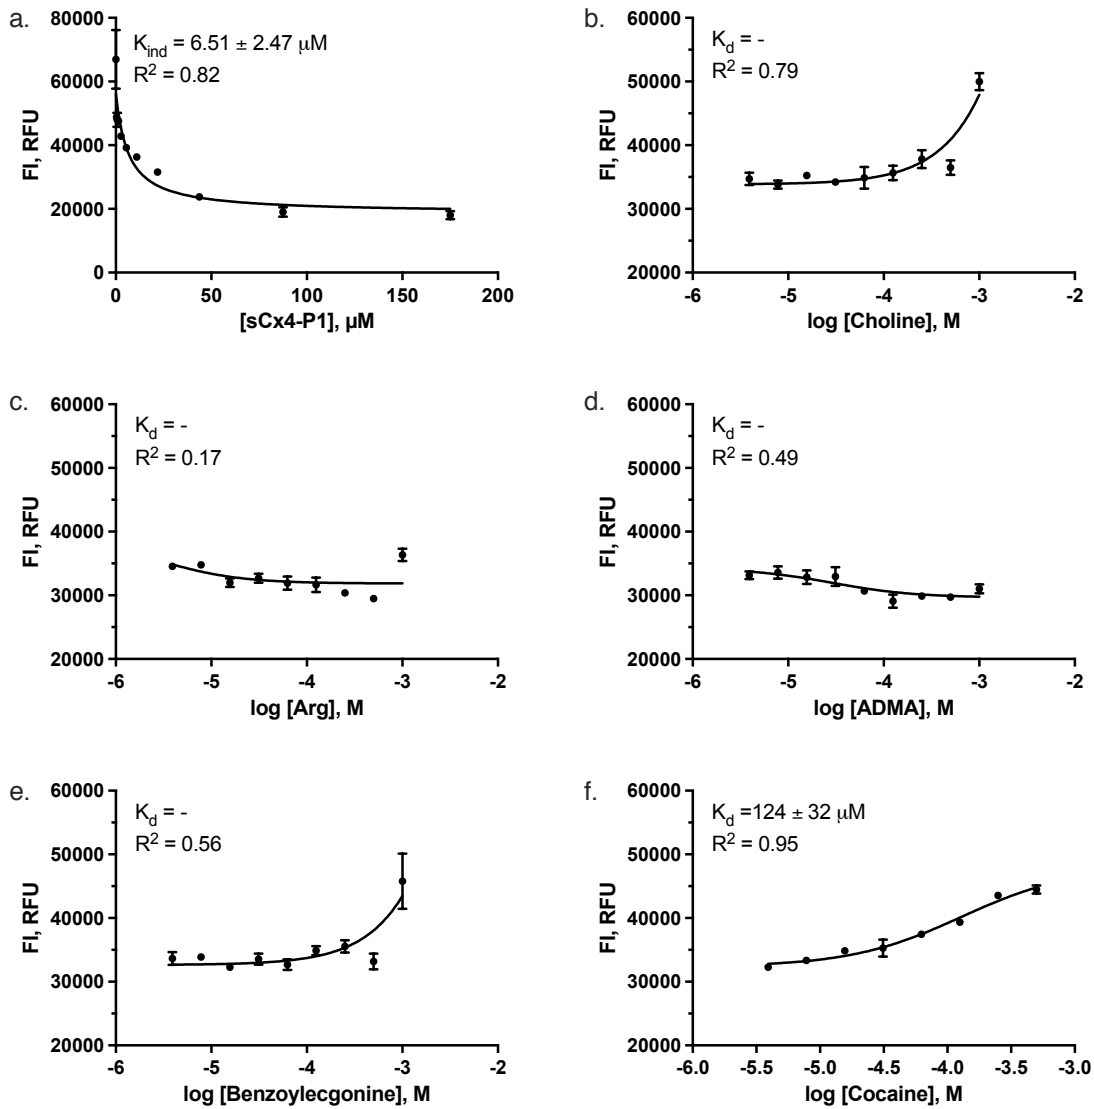 a.
K_ind = 6.51 ± 2.47 µM
R² = 0.82
FI, RFU
80000
60000
40000
20000
0
0 50 100 150 200
[sCx4-P1], µM
b.
K_d = -
R² = 0.79
FI, RFU
60000
50000
40000
30000
20000
-6 -5 -4 -3 -2
log [Choline], M
c.
K_d = -
R² = 0.17
FI, RFU
60000
50000
40000
30000
20000
-6 -5 -4 -3 -2
log [Arg], M
d.
K_d = -
R² = 0.49
FI, RFU
60000
50000
40000
30000
20000
-6 -5 -4 -3 -2
log [ADMA], M
e.
K_d = -
R² = 0.56
FI, RFU
60000
50000
40000
30000
20000
-6 -5 -4 -3 -2
log [Benzoylecgonine], M
f.
K_d =124 ± 32 µM
R² = 0.95
FI, RFU
60000
50000
40000
30000
20000
-6.0 -5.5 -5.0 -4.5 -4.0 -3.5 -3.0
log [Cocaine], M